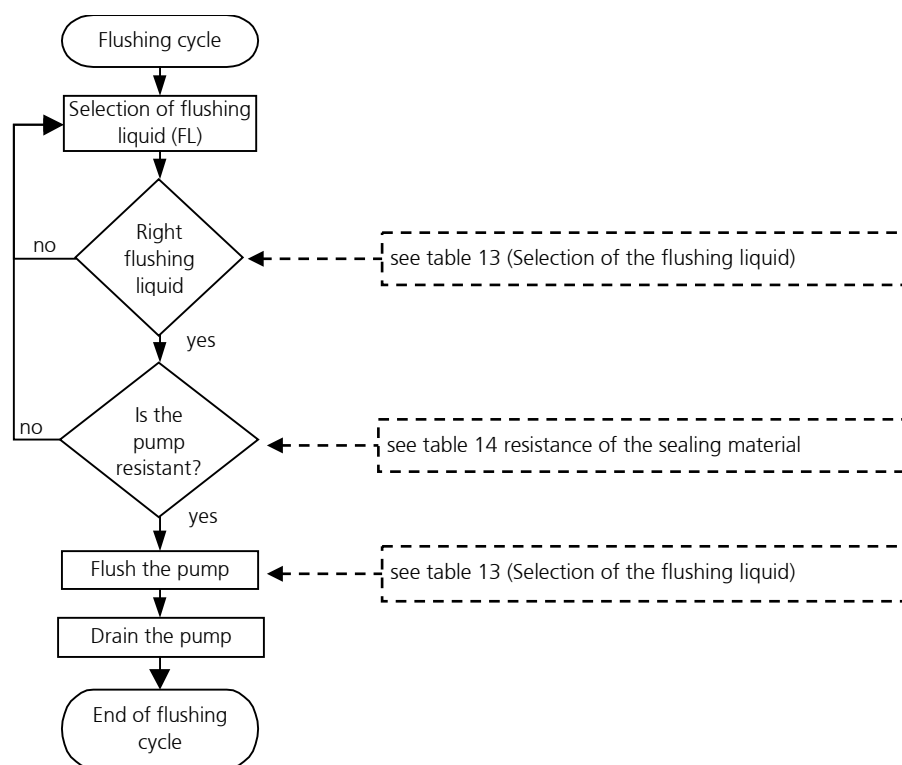 Flushing cycle
Selection of flushing
liquid (FL)
Right
flushing
liquid
no
see table 13 (Selection of the flushing liquid)
yes
Is the
pump
resistant?
no
see table 14 resistance of the sealing material
yes
Flush the pump
see table 13 (Selection of the flushing liquid)
Drain the pump
End of flushing
cycle